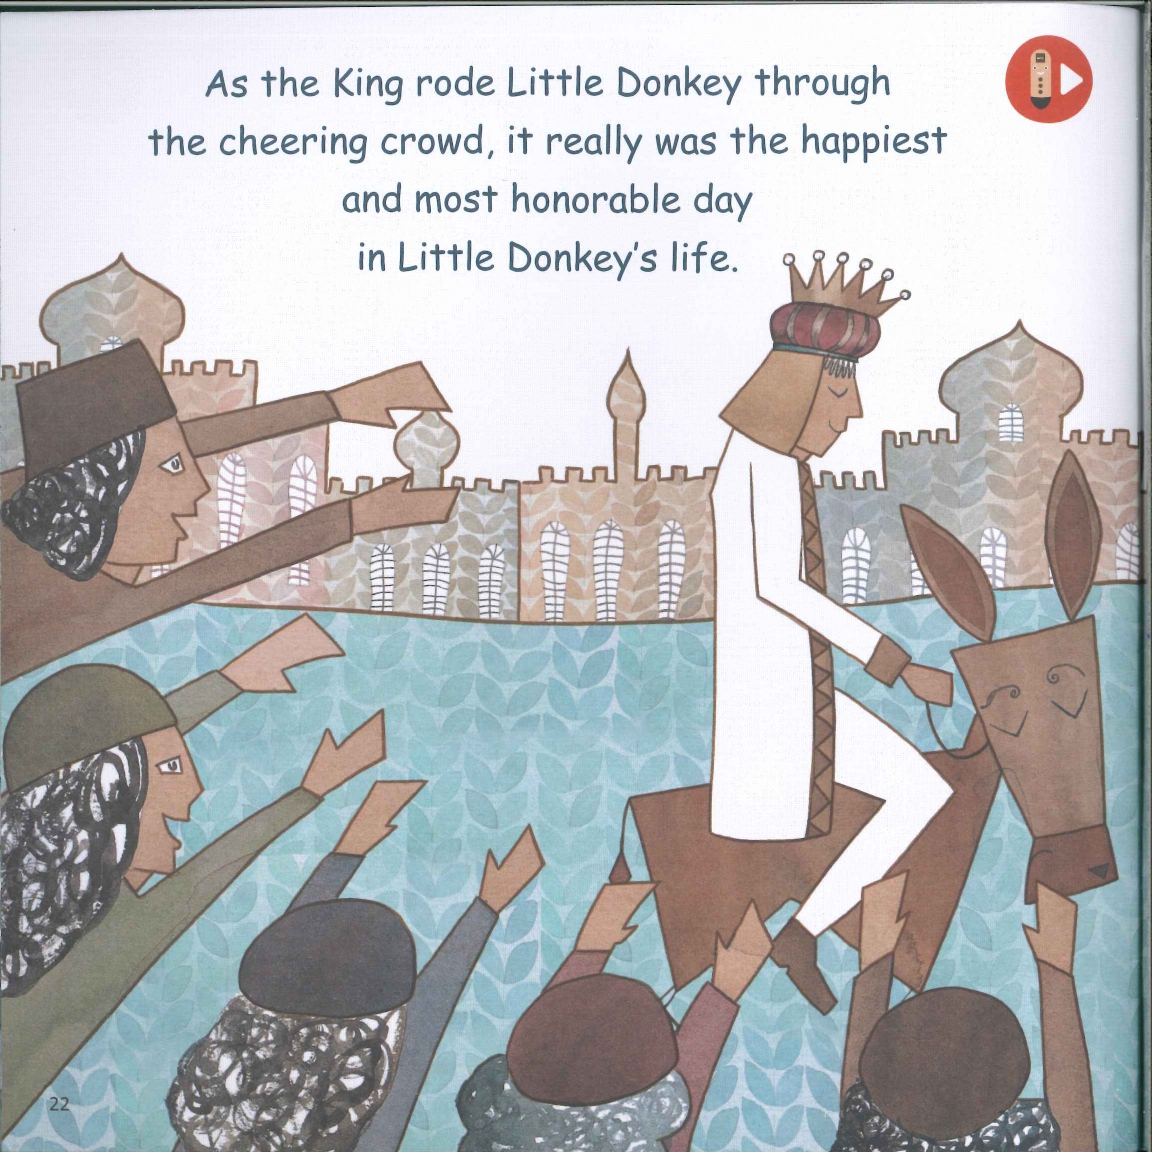 As the King rode Little Donkey through
the cheering crowd, it really was the happiest
and most honorable day
in Little Donkey's life.
22